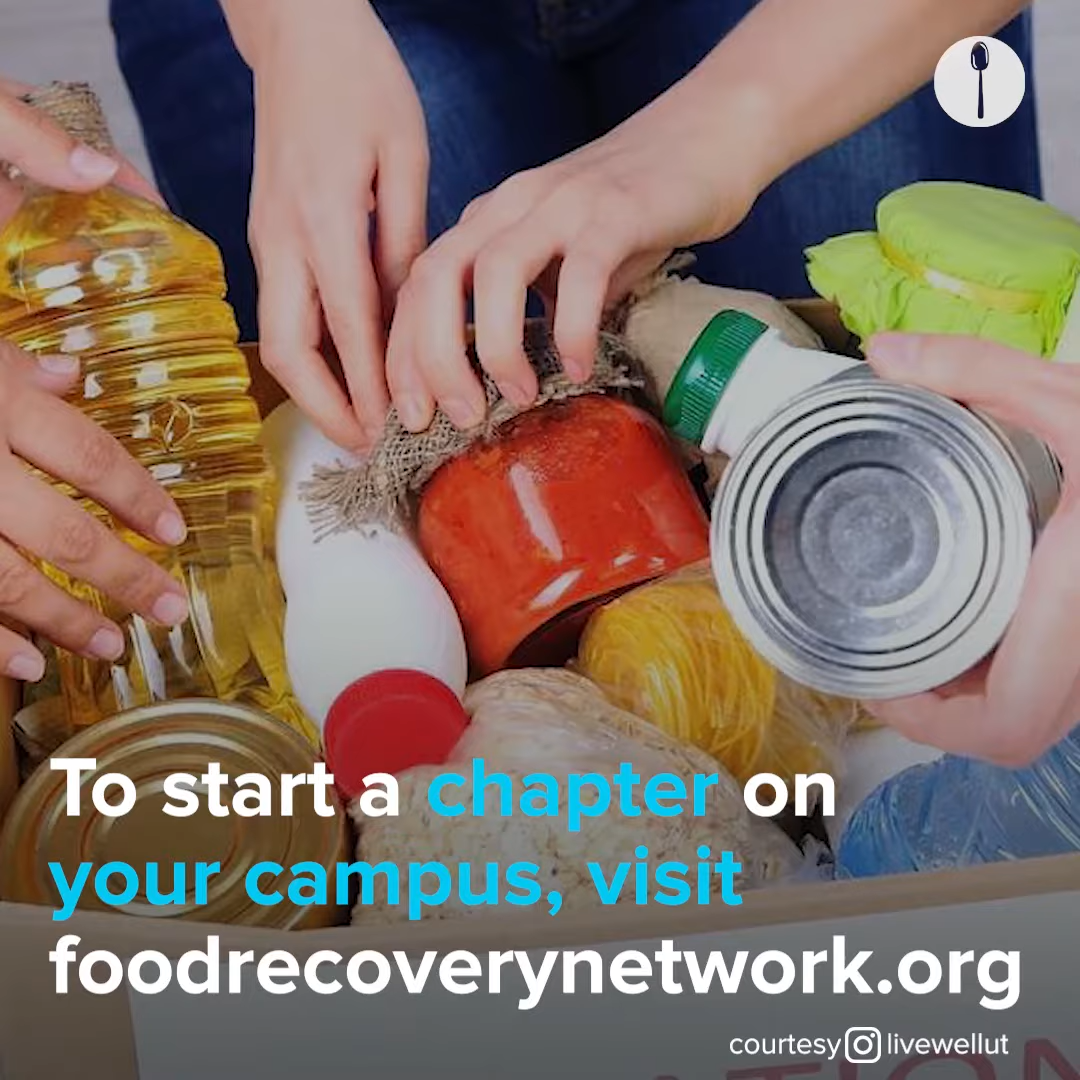 To start a chapter on
your campus, visit
foodrecoverynetwork.org
courtesy livewellut